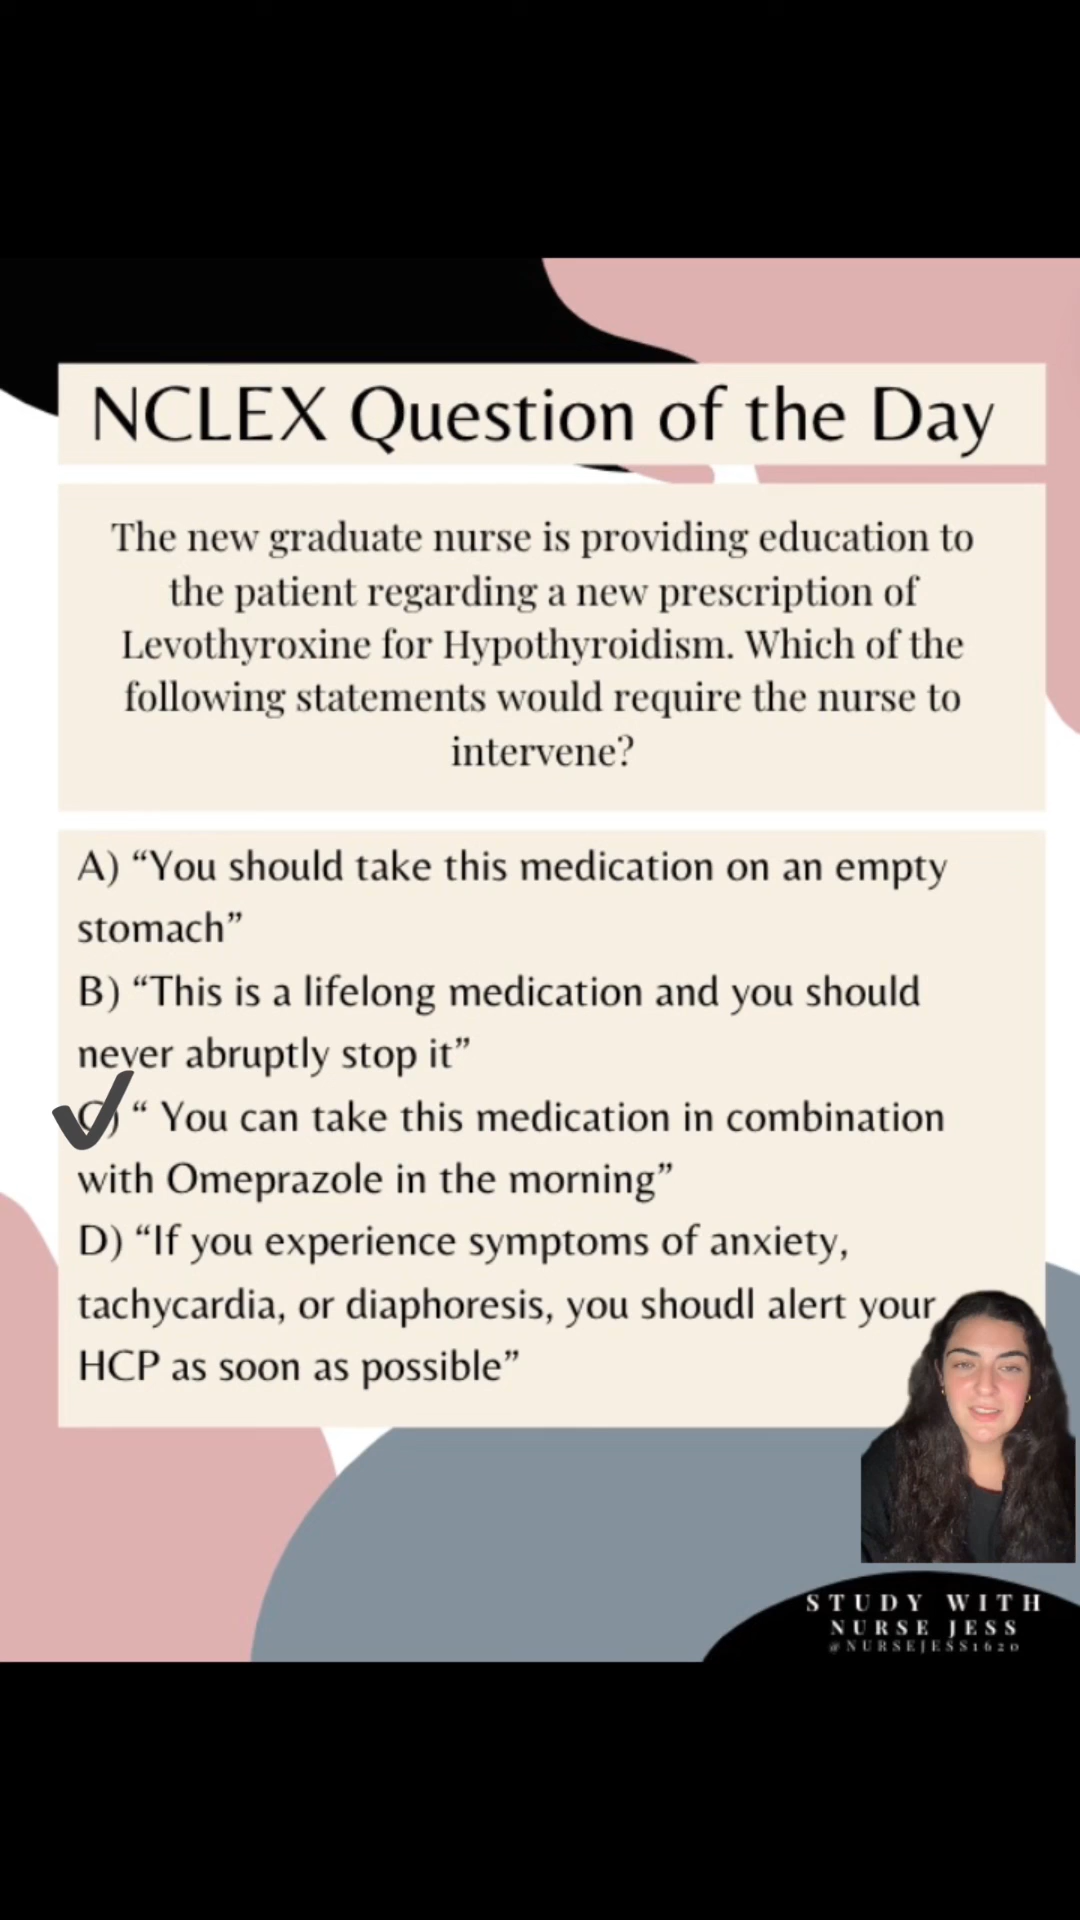 NCLEX Question of the Day
The new graduate nurse is providing education to
the patient regarding a new prescription of
Levothyroxine for Hypothyroidism. Which of the
following statements would require the nurse to
intervene?
A) “You should take this medication on an empty
stomach”
B) “This is a lifelong medication and you should
never abruptly stop it”
C) “ You can take this medication in combination
with Omeprazole in the morning”
D) “If you experience symptoms of anxiety,
tachycardia, or diaphoresis, you shoudl alert your
HCP as soon as possible”
STUDY WITH
NURSE JESS
@NURSEJESS1620